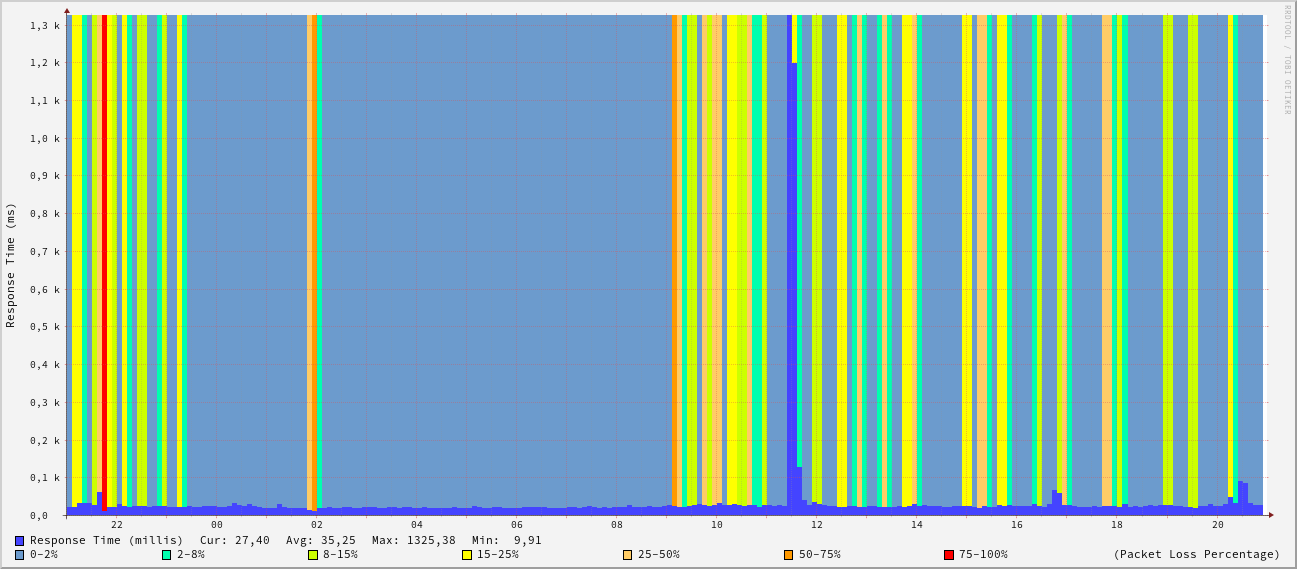 RRDTOOL / TOBI OETIKER
Response Time (ms)
1,3 k
1,2 k
1,1 k
1,0 k
0,9 k
0,8 k
0,7 k
0,6 k
0,5 k
0,4 k
0,3 k
0,2 k
0,1 k
0,0
22 00 02 04 06 08 10 12 14 16 18 20
Response Time (millis) Cur: 27,40 Avg: 35,25 Max: 1325,38 Min: 9,91
0-2% 2-8% 8-15% 15-25% 25-50% 50-75% 75-100% (Packet Loss Percentage)